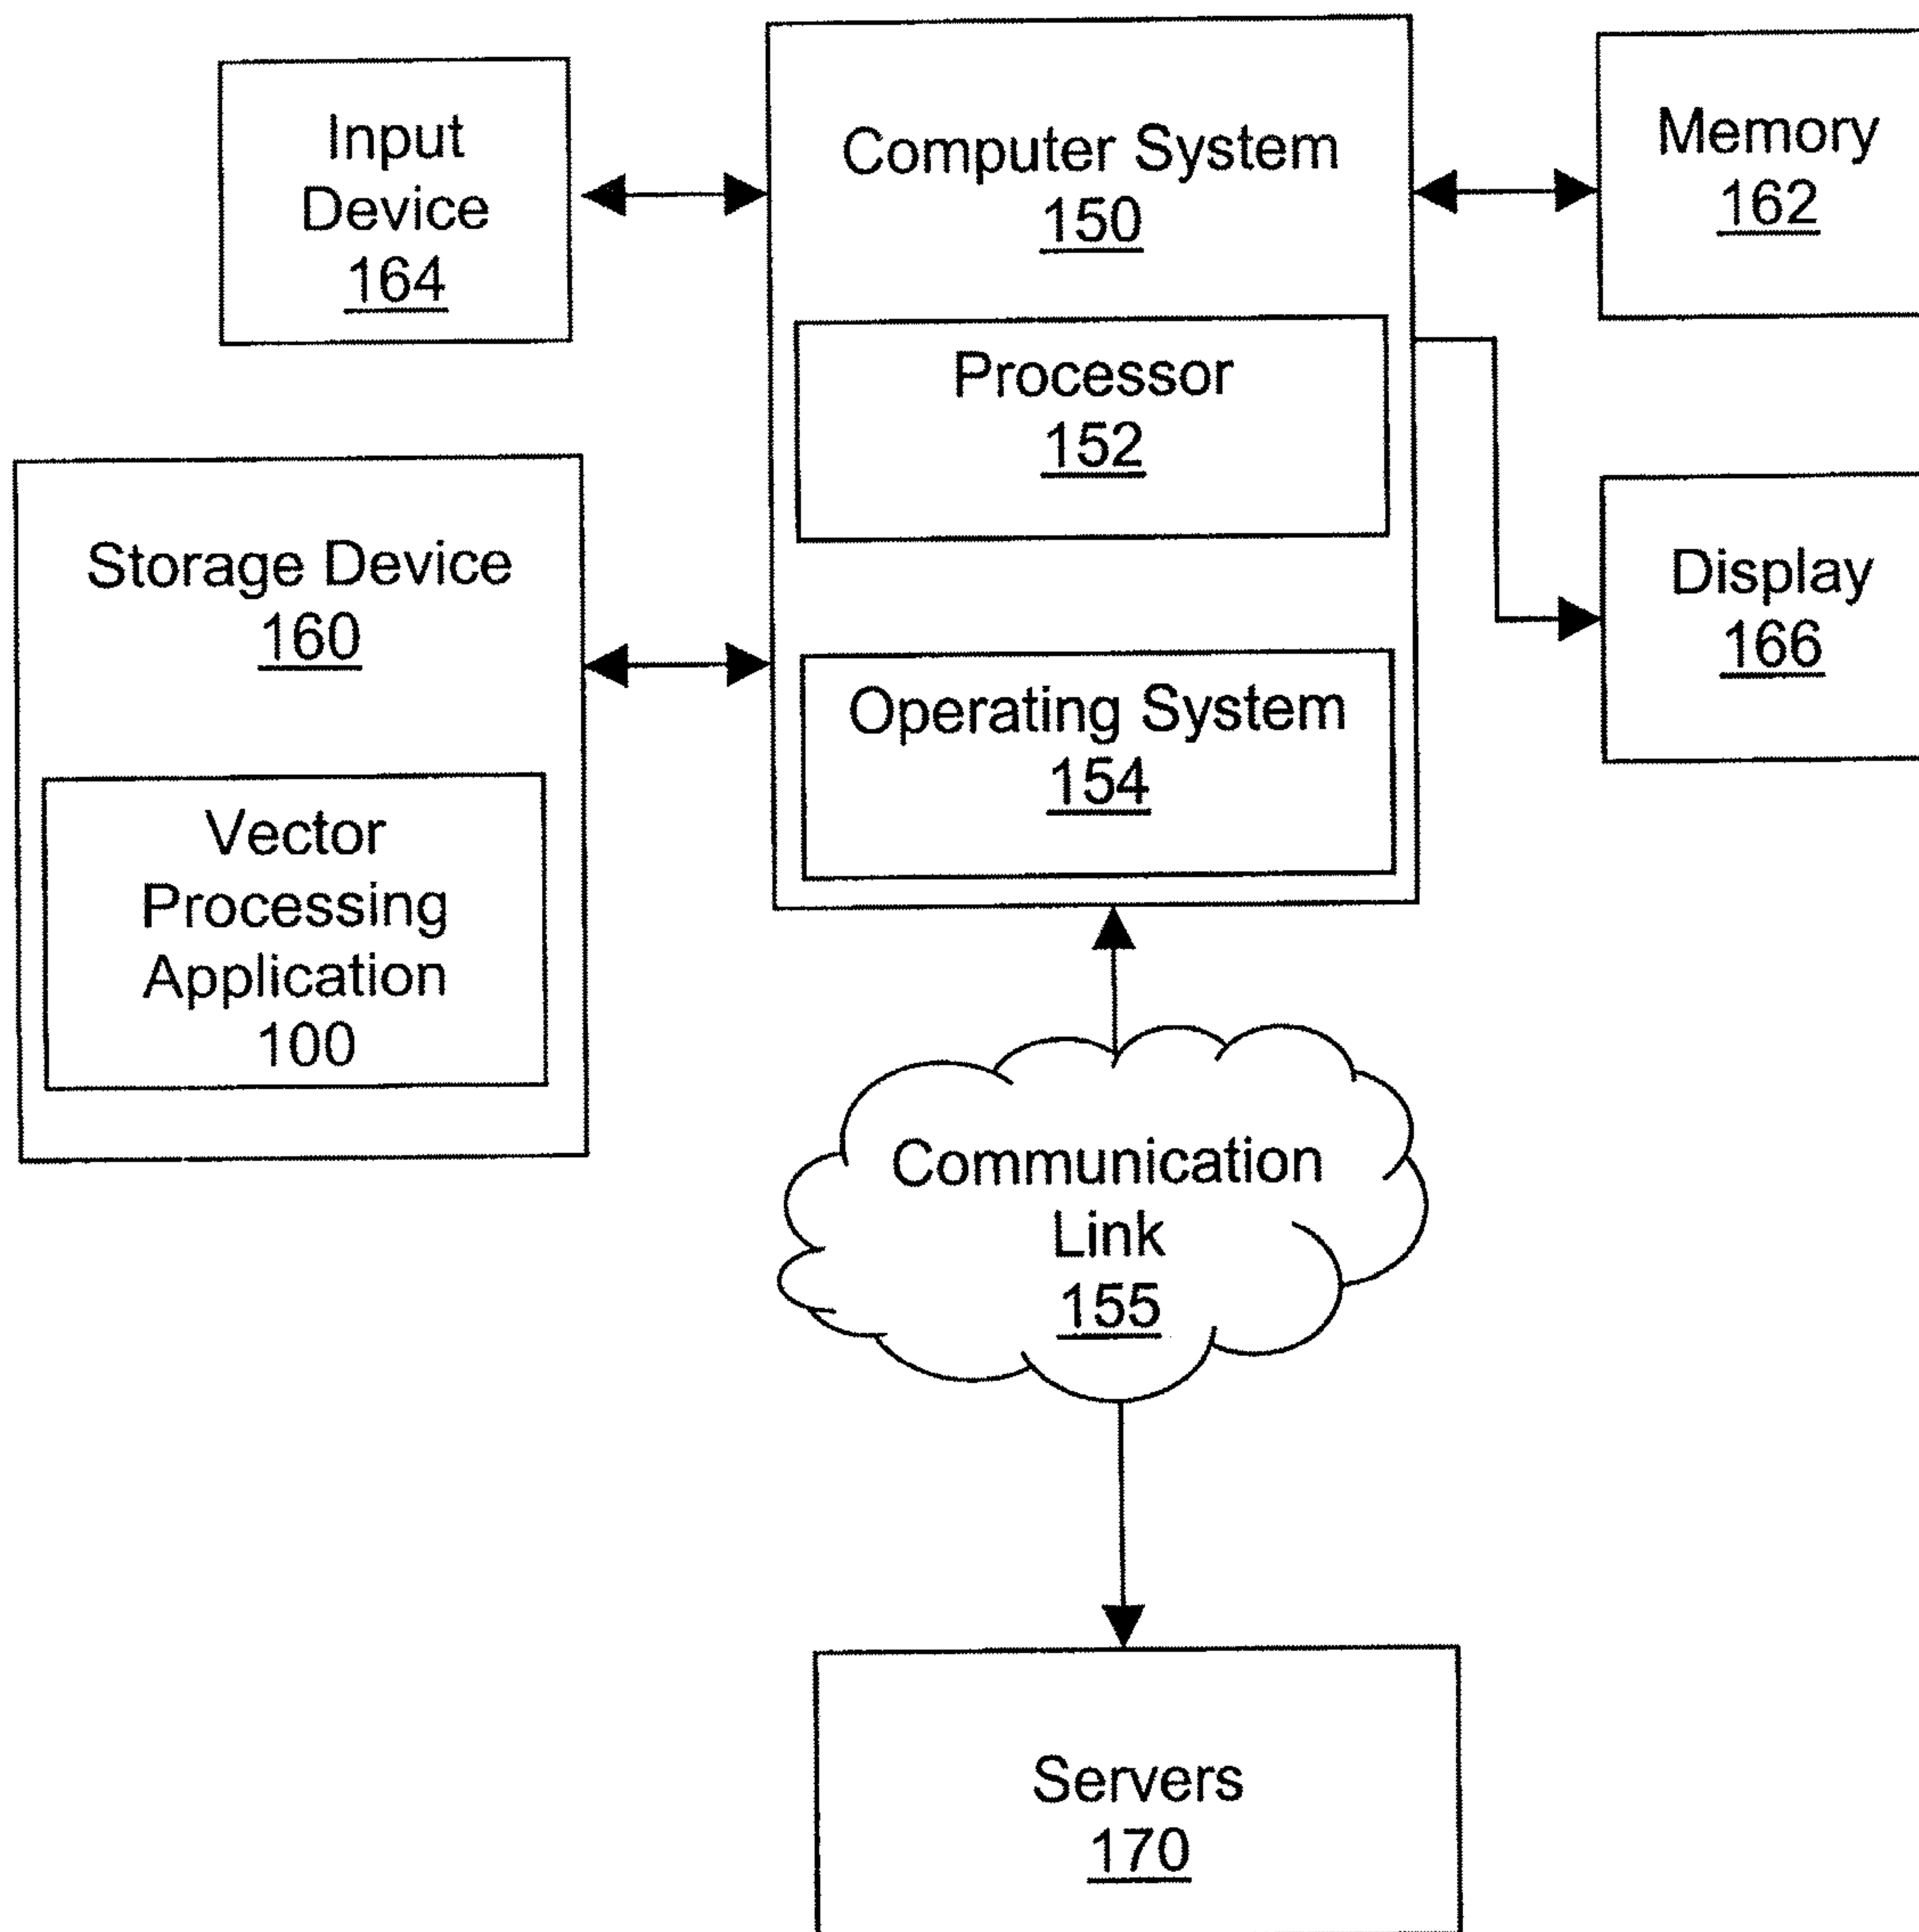 Input
Device
164
Computer System
150
Memory
162
Processor
152
Storage Device
160
Display
166
Operating System
154
Vector
Processing
Application
100
Communication
Link
155
Servers
170